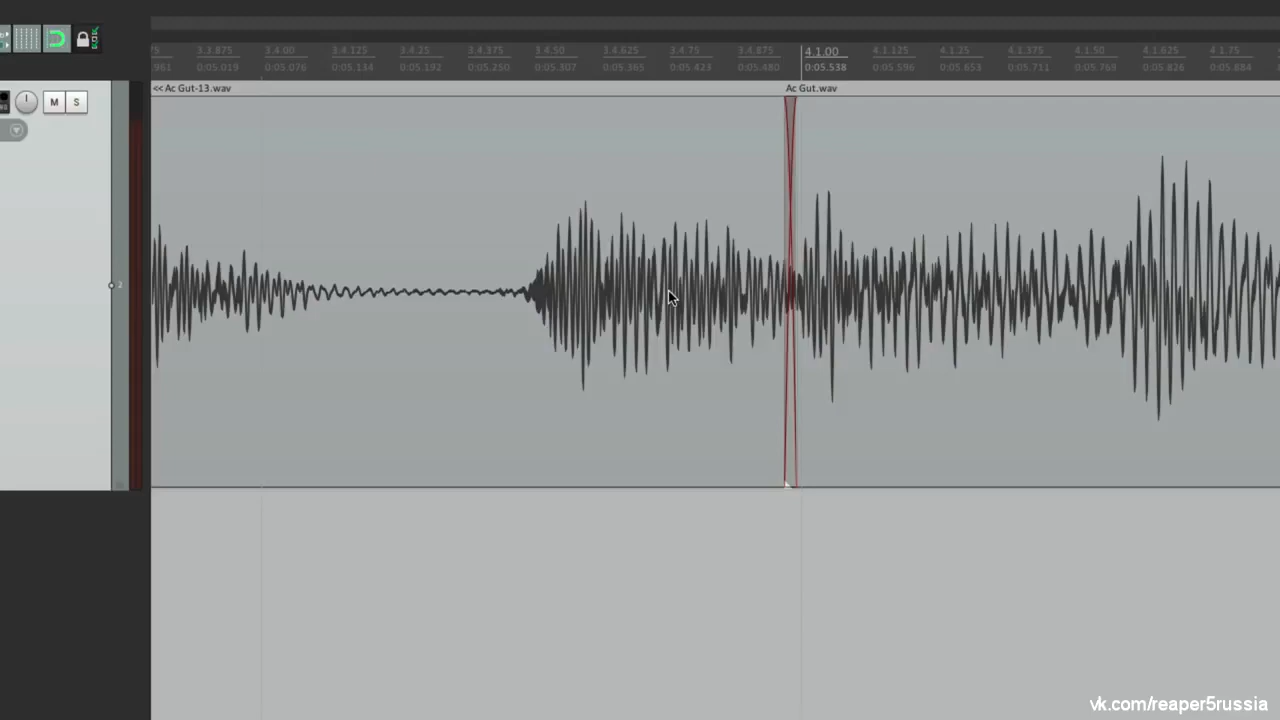 3.3.875 3.4.00 3.4.125 3.4.25 3.4.375 3.4.50 3.4.625 3.4.75 3.4.875 4.1.00 4.1.125 4.1.25 4.1.375 4.1.50 4.1.625 4.1.75
.961 0:05.019 0:05.076 0:05.134 0:05.192 0:05.250 0:05.307 0:05.365 0:05.423 0:05.480 0:05.538 0:05.596 0:05.653 0:05.711 0:05.769 0:05.826 0:05.884
<< Ac Gut-13.wav Ac Gut.wav
M S
2
vk.com/reaper5russia